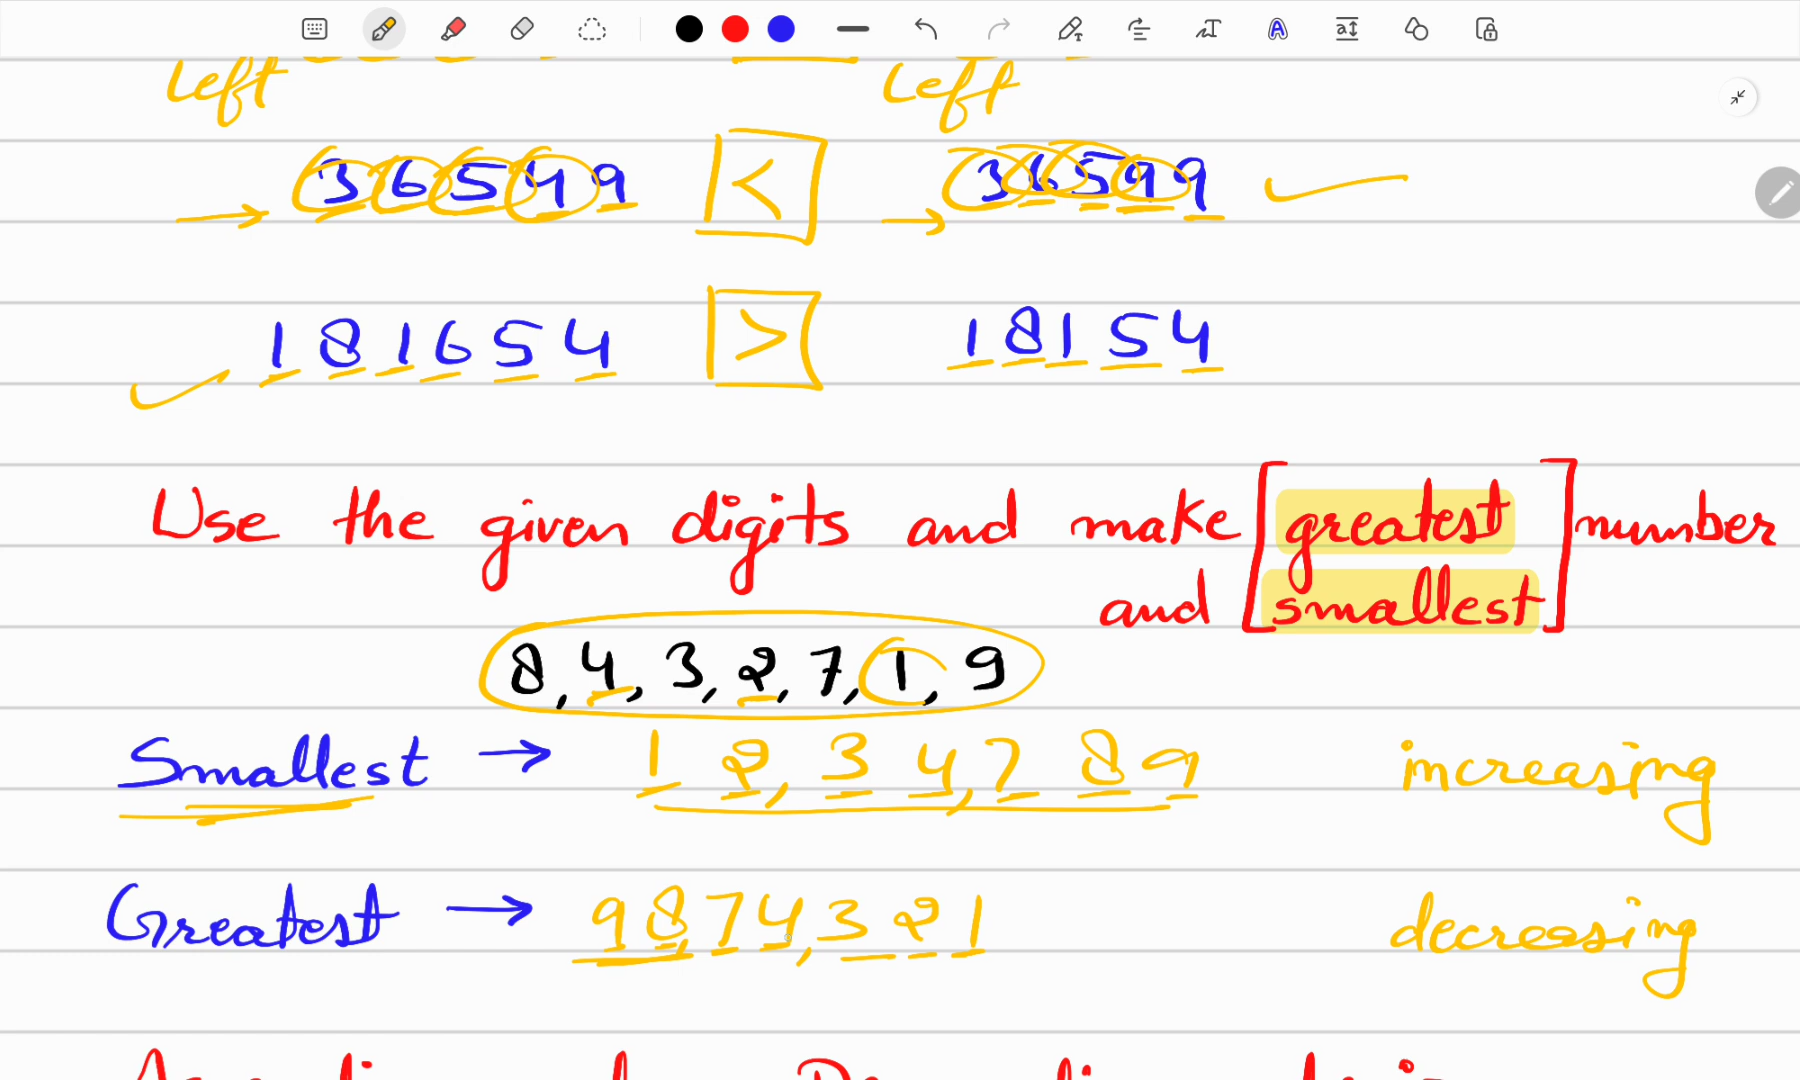 Left Left
36549 < 36599
181654 > 18154
Use the given digits and make [greatest] number
and [smallest]
8, 4, 3, 2, 7, 1, 9
Smallest → 1 2, 3 4, 7 8 9 increasing
Greatest → 9 8, 7 4, 3 2 1 decreasing